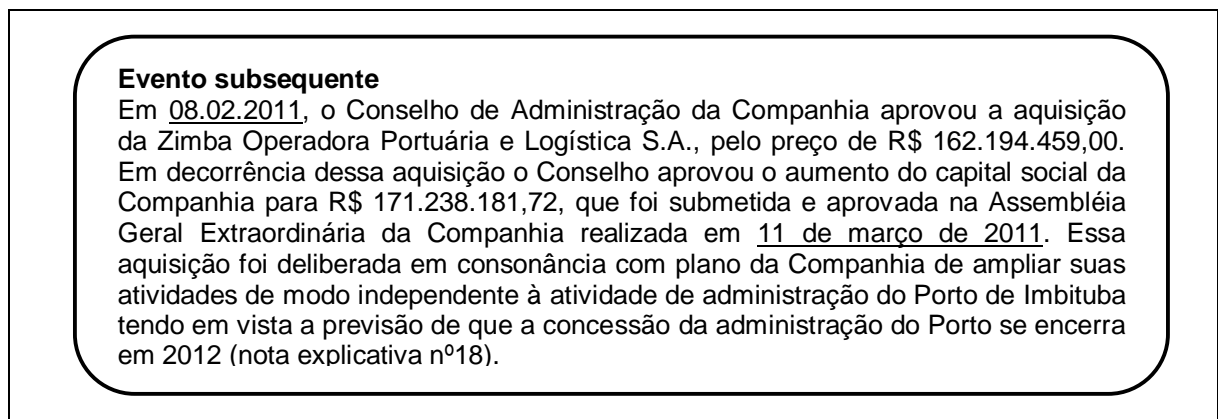 Evento subsequente
Em 08.02.2011, o Conselho de Administração da Companhia aprovou a aquisição
da Zimba Operadora Portuária e Logística S.A., pelo preço de R$ 162.194.459,00.
Em decorrência dessa aquisição o Conselho aprovou o aumento do capital social da
Companhia para R$ 171.238.181,72, que foi submetida e aprovada na Assembléia
Geral Extraordinária da Companhia realizada em 11 de março de 2011. Essa
aquisição foi deliberada em consonância com plano da Companhia de ampliar suas
atividades de modo independente à atividade de administração do Porto de Imbituba
tendo em vista a previsão de que a concessão da administração do Porto se encerra
em 2012 (nota explicativa nº18).